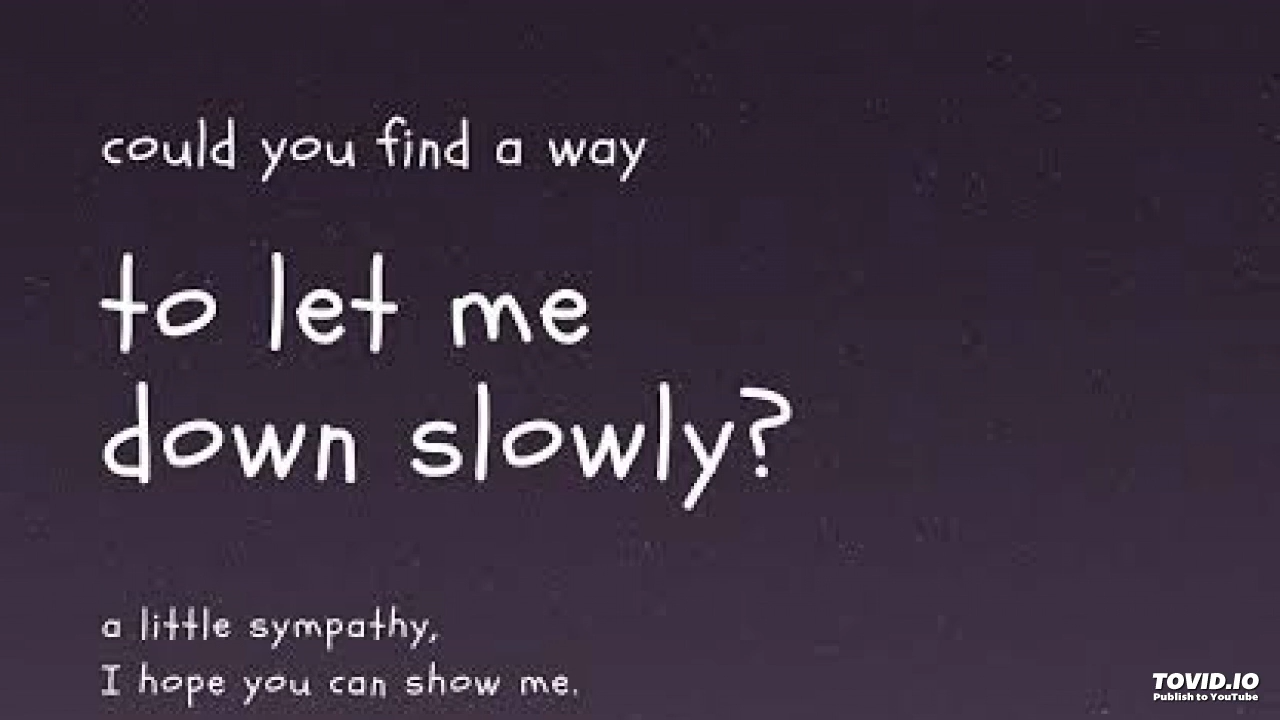 could you find a way
to let me
down slowly?
a little sympathy,
I hope you can show me.
TOVID.IO
Publish to YouTube